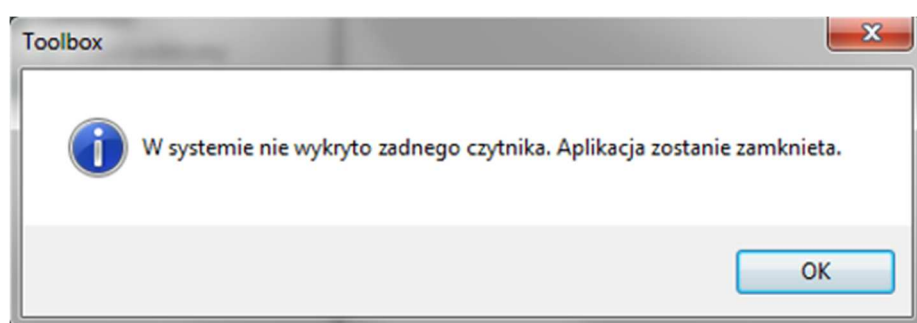 Toolbox
W systemie nie wykryto zadnego czytnika. Aplikacja zostanie zamknieta.
OK